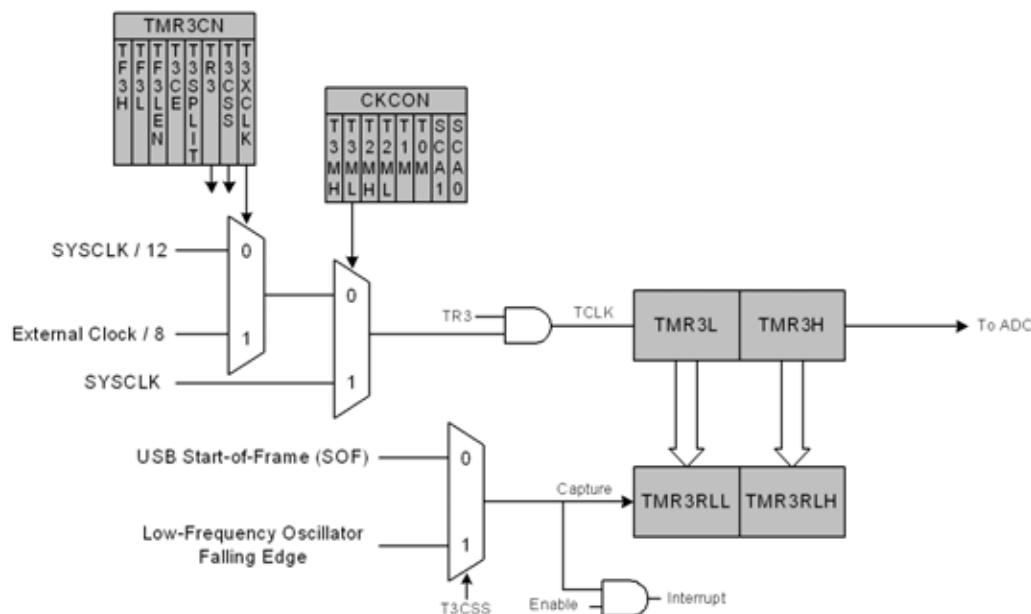 TMR3CN
TF3H
TF3L
TF3LEN
T3CE
T3SPLIT
TR3
T3CSS
T3XCLK
CKCON
T3MH
T3ML
T2MH
T2ML
T1M
T0M
SCA1
SCA0
SYSCLK / 12
0
External Clock / 8
1
SYSCLK
0
1
TR3
TCLK
TMR3L
TMR3H
To ADC
USB Start-of-Frame (SOF)
0
Low-Frequency Oscillator
Falling Edge
1
T3CSS
Capture
TMR3RLL
TMR3RLH
Enable
Interrupt